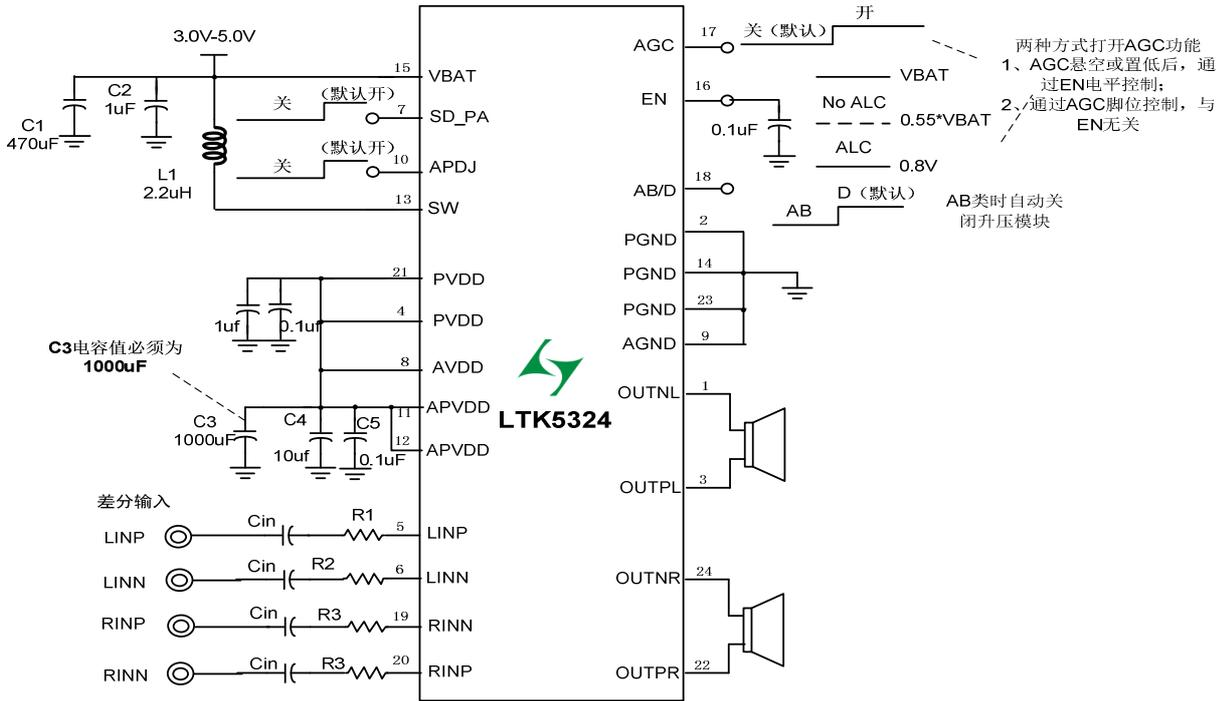 3.0V-5.0V
C1
470uF
C2
1uF
L1
2.2uH
关
(默认开)
关
(默认开)
15
VBAT
7
SD_PA
10
APDJ
13
SW
21
PVDD
4
PVDD
8
AVDD
11
APVDD
12
APVDD
1uf
0.1uf
C3电容值必须为
1000uF
C3
1000uF
C4
10uf
C5
0.1uF
差分输入
LINP
Cin
R1
5
LINP
LINN
Cin
R2
6
LINN
RINP
Cin
R3
19
RINN
RINN
Cin
R3
20
RINP
LTK5324
AGC
17
关（默认）
开
EN
16
0.1uF
VBAT
No ALC
0.55*VBAT
ALC
0.8V
两种方式打开AGC功能
1、AGC悬空或置低后，通
过EN电平控制；
2、通过AGC脚位控制，与
EN无关
AB/D
18
AB
D（默认）
AB类时自动关
闭升压模块
PGND
2
PGND
14
PGND
23
AGND
9
OUTNL
1
OUTPL
3
OUTNR
24
OUTPR
22